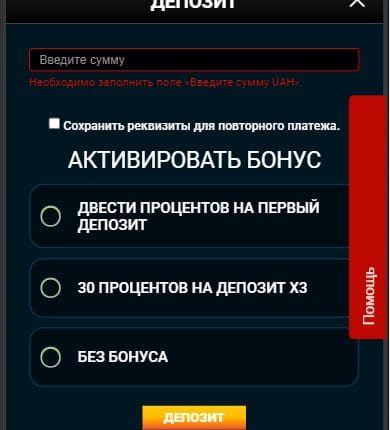 ДЕПОЗИТ
Введите сумму
Необходимо заполнить поле «Введите сумму UAH».
Сохранить реквизиты для повторного платежа.
АКТИВИРОВАТЬ БОНУС
ДВЕСТИ ПРОЦЕНТОВ НА ПЕРВЫЙ
ДЕПОЗИТ
30 ПРОЦЕНТОВ НА ДЕПОЗИТ X3
БЕЗ БОНУСА
ДЕПОЗИТ
Помощь